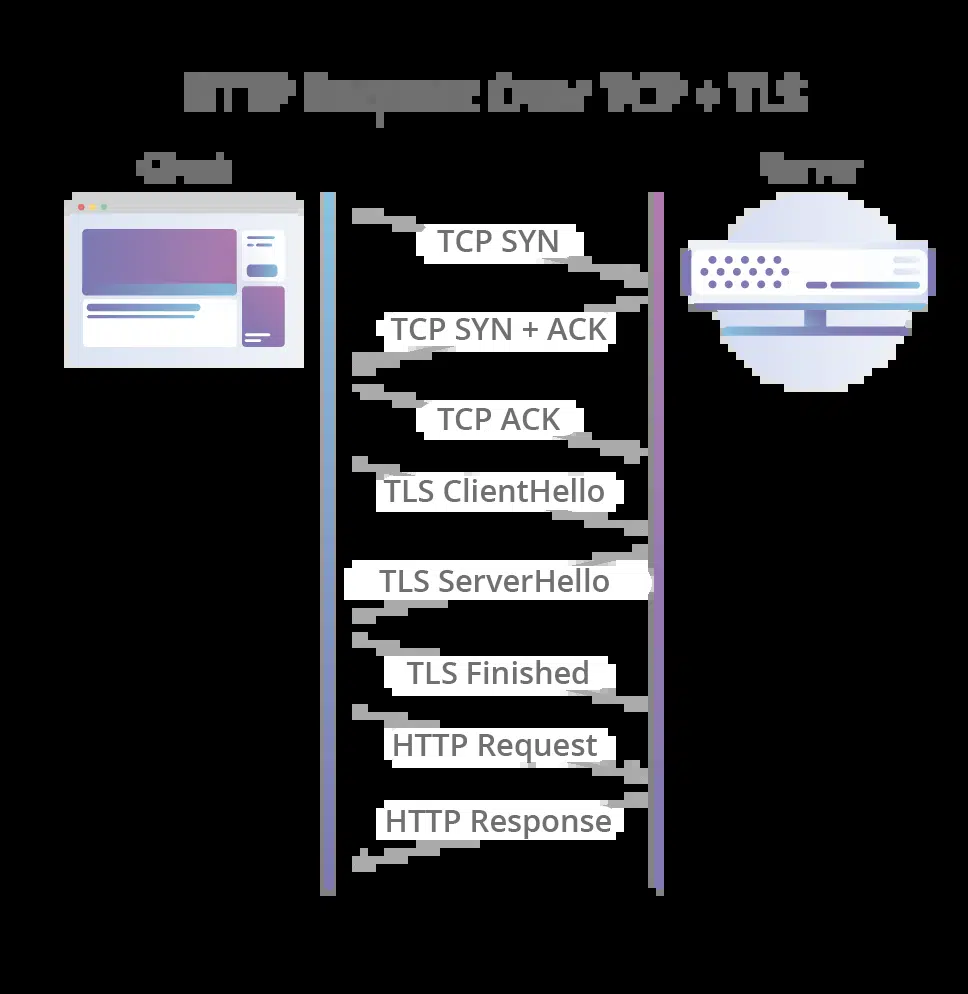 HTTP Request Over TCP + TLS
Client
Server
TCP SYN
TCP SYN + ACK
TCP ACK
TLS ClientHello
TLS ServerHello
TLS Finished
HTTP Request
HTTP Response